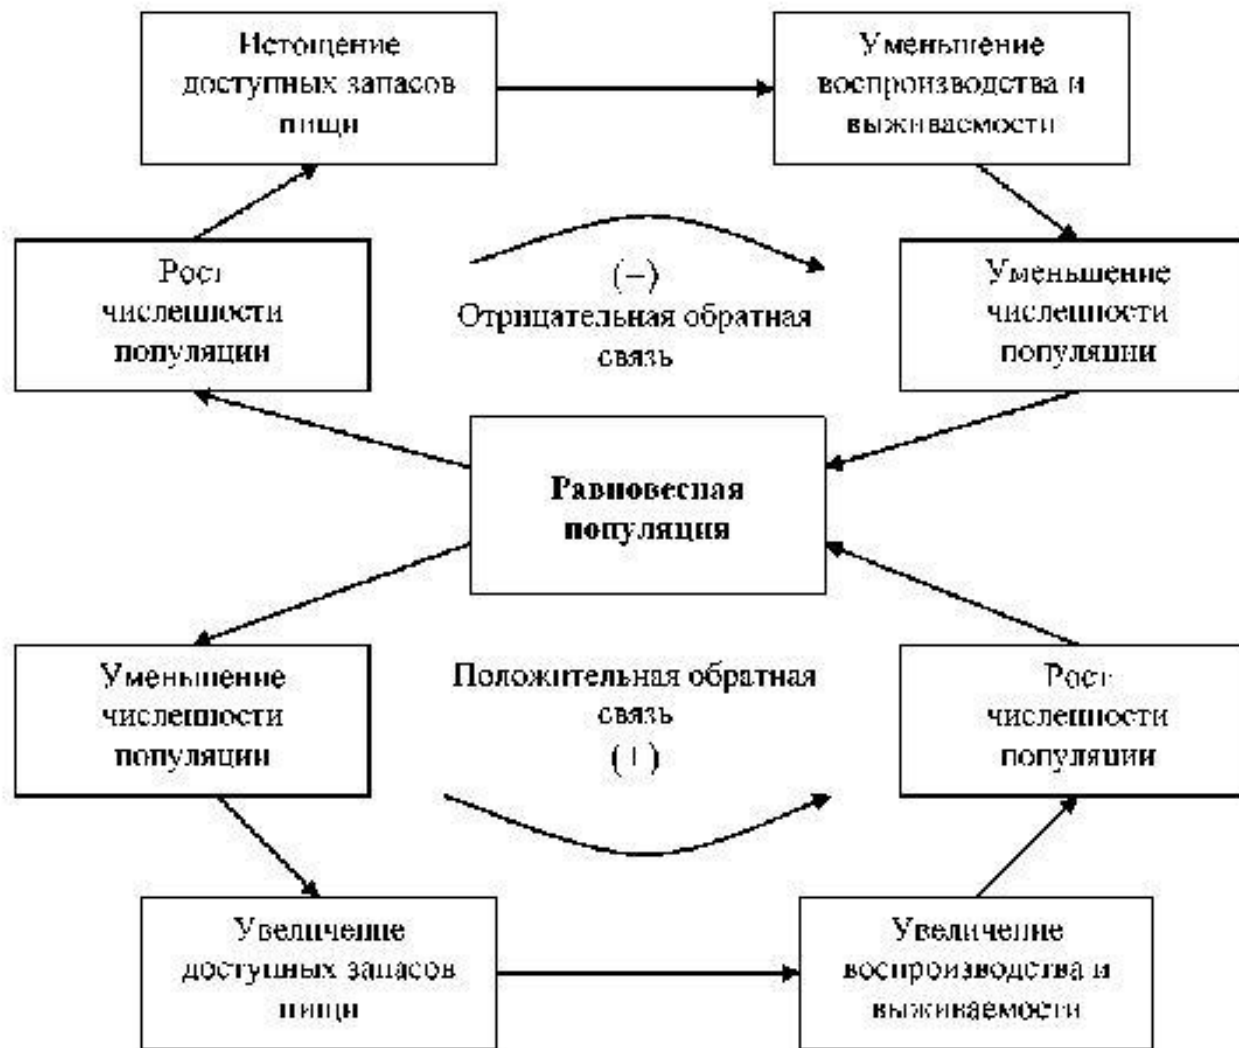 Истощение
доступных запасов
пищи
Уменьшение
воспроизводства и
выживаемости
Рост
численности
популяции
(−)
Отрицательная обратная
связь
Уменьшение
численности
популяции
Равновесная
популяция
Уменьшение
численности
популяции
Положительная обратная
связь
(+)
Рост
численности
популяции
Увеличение
доступных запасов
пищи
Увеличение
воспроизводства и
выживаемости